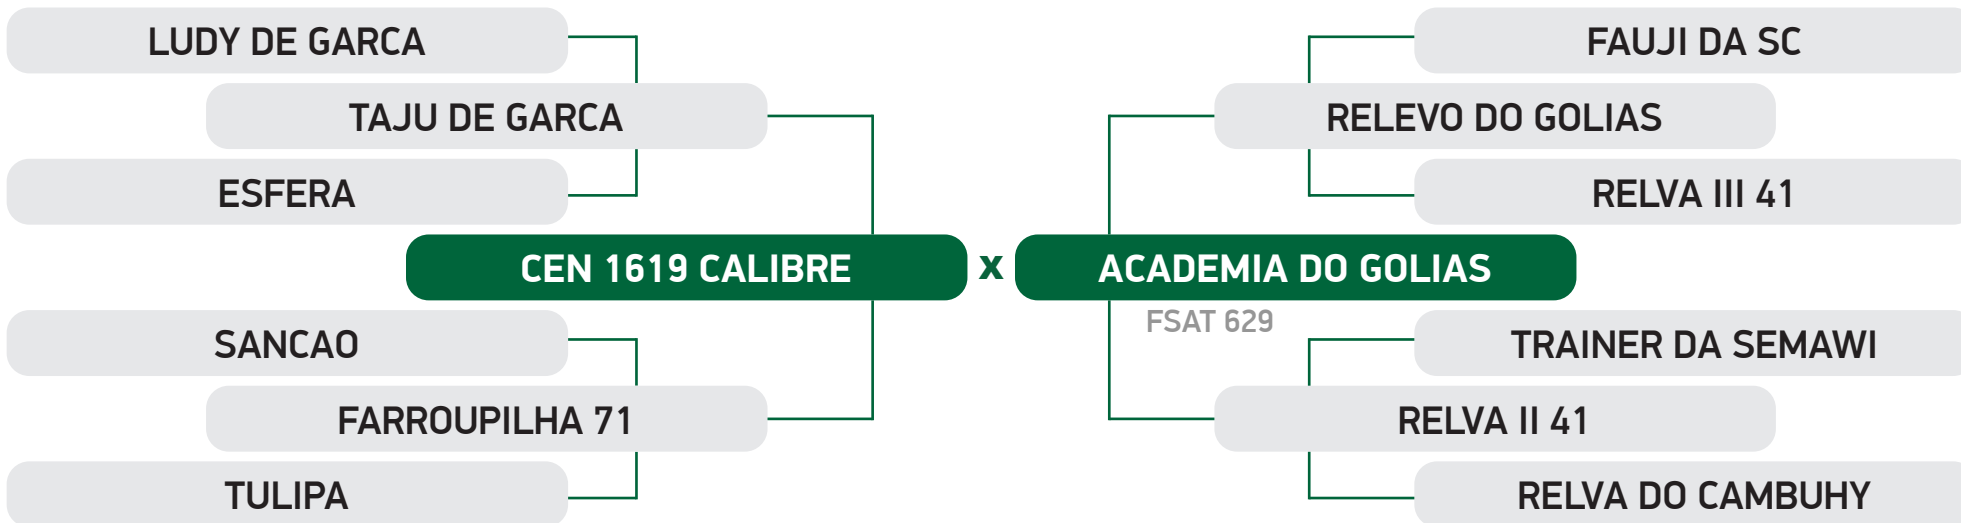 LUDY DE GARCA
FAUJI DA SC
TAJU DE GARCA
RELEVO DO GOLIAS
ESFERA
RELVA III 41
CEN 1619 CALIBRE
x
ACADEMIA DO GOLIAS
FSAT 629
SANCAO
TRAINER DA SEMAWI
FARROUPILHA 71
RELVA II 41
TULIPA
RELVA DO CAMBUHY